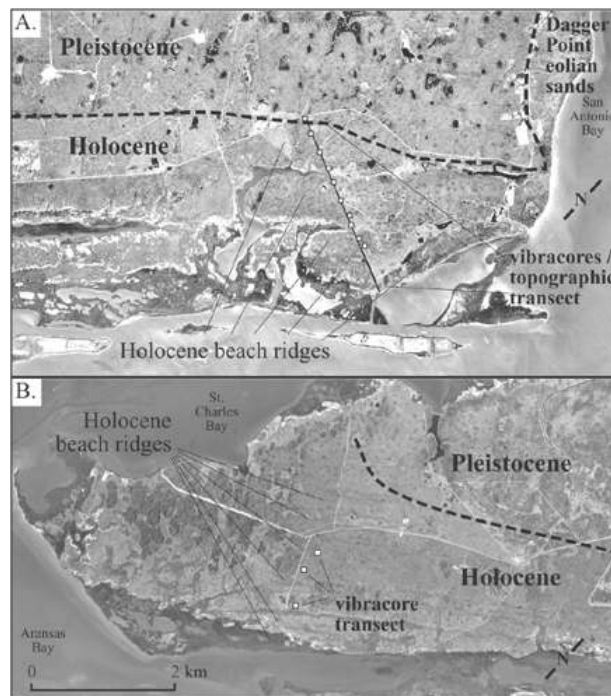 A.
Pleistocene
Dagger
Point
eolian
sands
San
Antonio
Bay
Holocene
N
vibracores /
topographic
transect
Holocene beach ridges
B.
St.
Charles
Bay
Holocene
beach ridges
Pleistocene
Holocene
vibracore
transect
Aransas
Bay
N
0
2 km